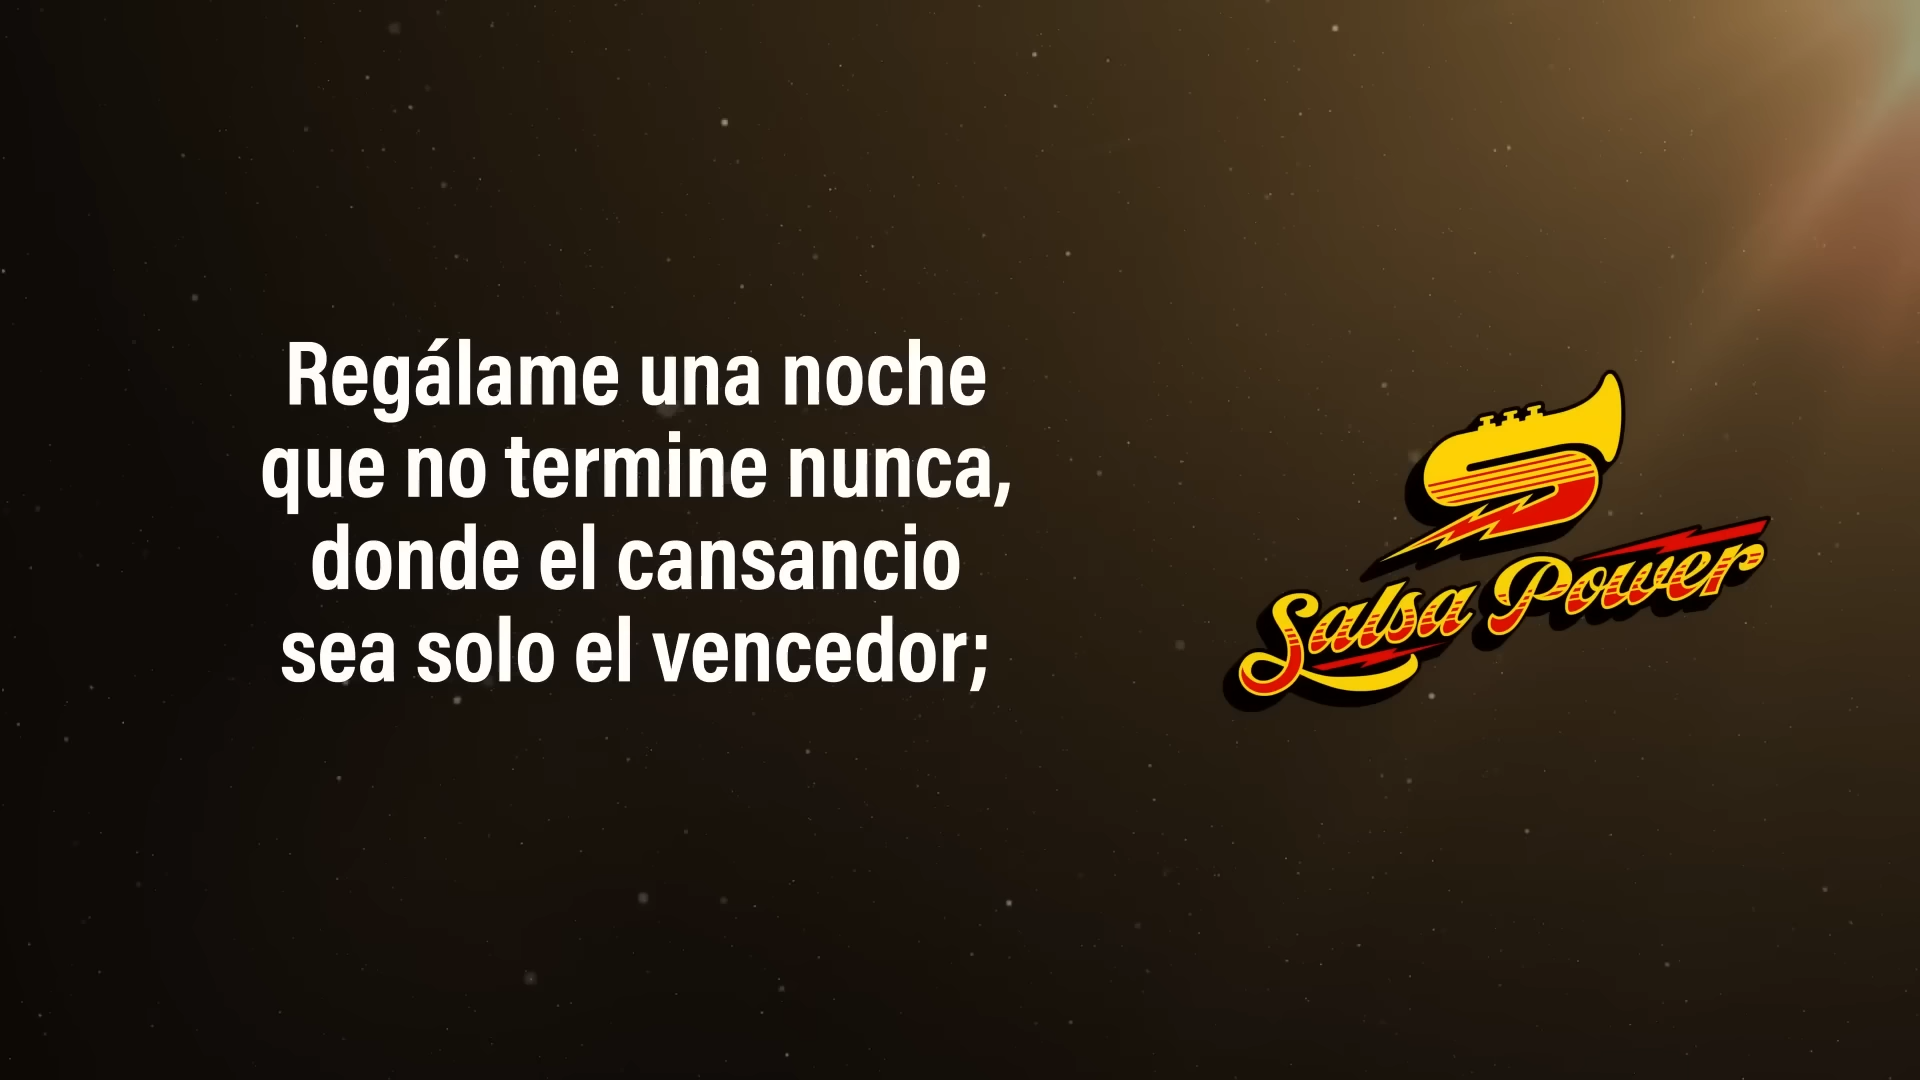 Regálame una noche
que no termine nunca,
donde el cansancio
sea solo el vencedor;
Salsa Power